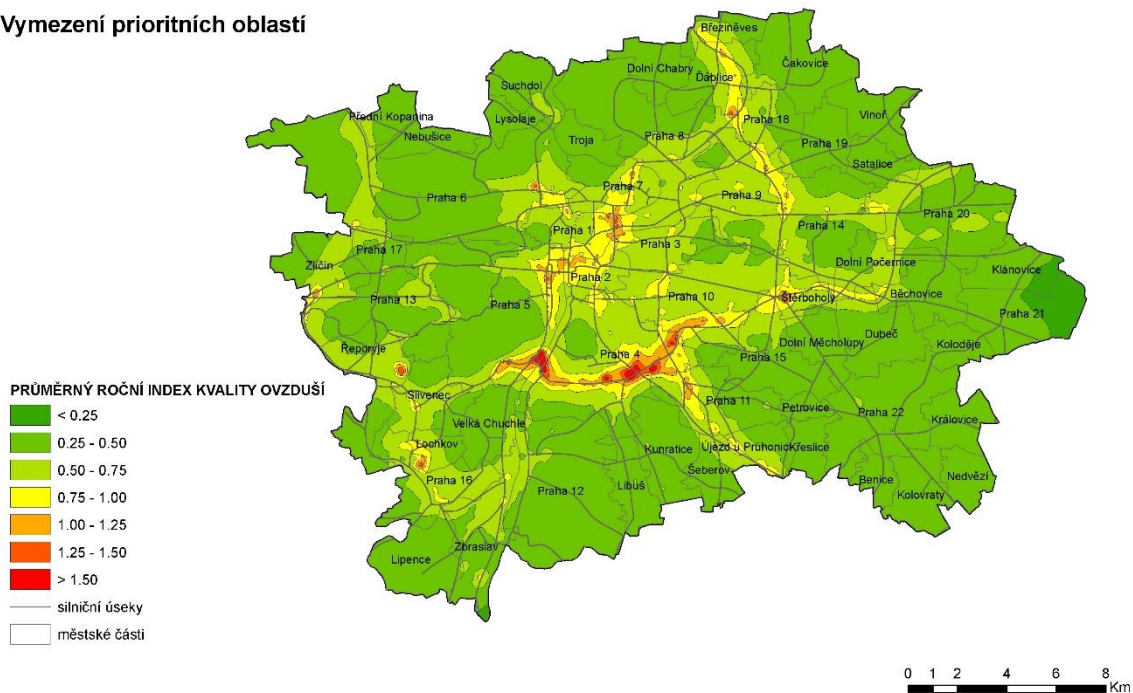 Vymezení prioritních oblastí
Březiněves
Čakovice
Dolní Chabry
Ďáblice
Suchdol
Přední Kopanina
Lysolaje
Praha 18
Vinoř
Nebušice
Troja
Praha 8
Praha 19
Satalice
Praha 6
Praha 7
Praha 9
Praha 20
Praha 14
Praha 1
Praha 3
Praha 17
Zličín
Praha 2
Dolní Počernice
Klánovice
Praha 13
Praha 5
Praha 10
Štěrboholy
Běchovice
Praha 21
Dubeč
Řeporyje
Praha 4
Praha 15
Dolní Měcholupy
Koloděje
Slivenec
Praha 11
Petrovice
Praha 22
Královice
Velká Chuchle
Lochkov
Kunratice
Újezd u Průhonic
Křeslice
Šeberov
Praha 16
Praha 12
Libuš
Benice
Nedvězí
Kolovraty
Zbraslav
Lipence
PRŮMĚRNÝ ROČNÍ INDEX KVALITY OVZDUŠÍ
< 0.25
0.25 - 0.50
0.50 - 0.75
0.75 - 1.00
1.00 - 1.25
1.25 - 1.50
> 1.50
silniční úseky
městské části
0 1 2 4 6 8
Km